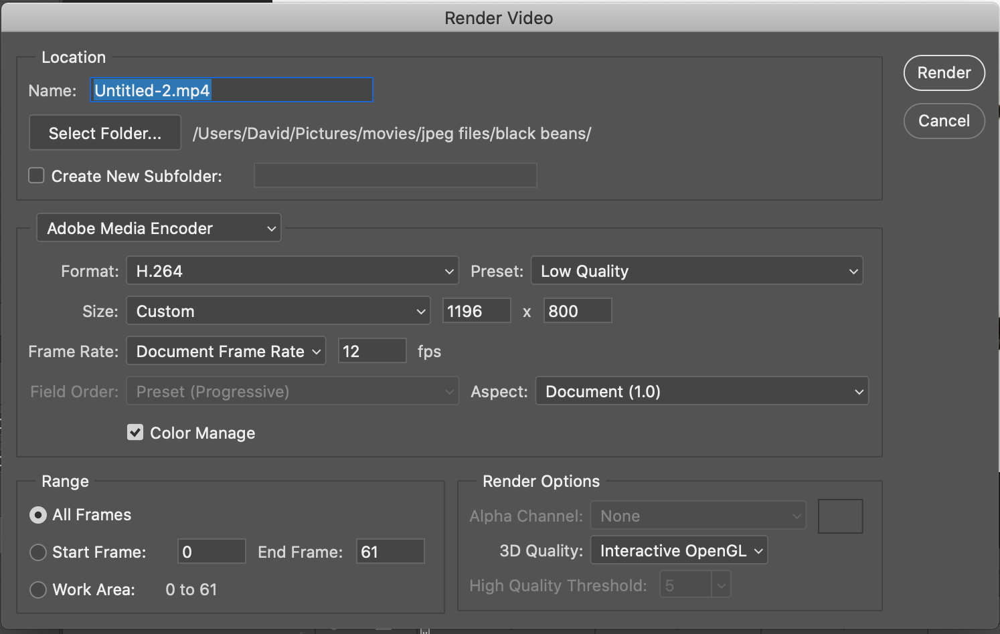 Render Video
Location
Render
Name: Untitled-2.mp4
Cancel
Select Folder... /Users/David/Pictures/movies/jpeg files/black beans/
Create New Subfolder:
Adobe Media Encoder
Format: H.264 Preset: Low Quality
Size: Custom 1196 x 800
Frame Rate: Document Frame Rate 12 fps
Field Order: Preset (Progressive) Aspect: Document (1.0)
Color Manage
Range
All Frames
Start Frame: 0 End Frame: 61
Work Area: 0 to 61
Render Options
Alpha Channel: None
3D Quality: Interactive OpenGL
High Quality Threshold: 5